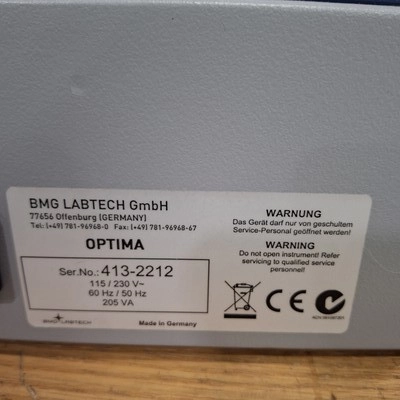 BMG LABTECH GmbH
77656 Offenburg (GERMANY)
Tel:(+49) 781-96968-0 Fax:(+49) 781-96968-67
OPTIMA
Ser.No.: 413-2212
115 / 230 V~
60 Hz / 50 Hz
205 VA
BMG LABTECH
Made in Germany
WARNUNG
Das Gerät darf nur von geschultem
Service-Personal geöffnet werden!
WARNING
Do not open instrument! Refer
servicing to qualified service
personnel!
CE